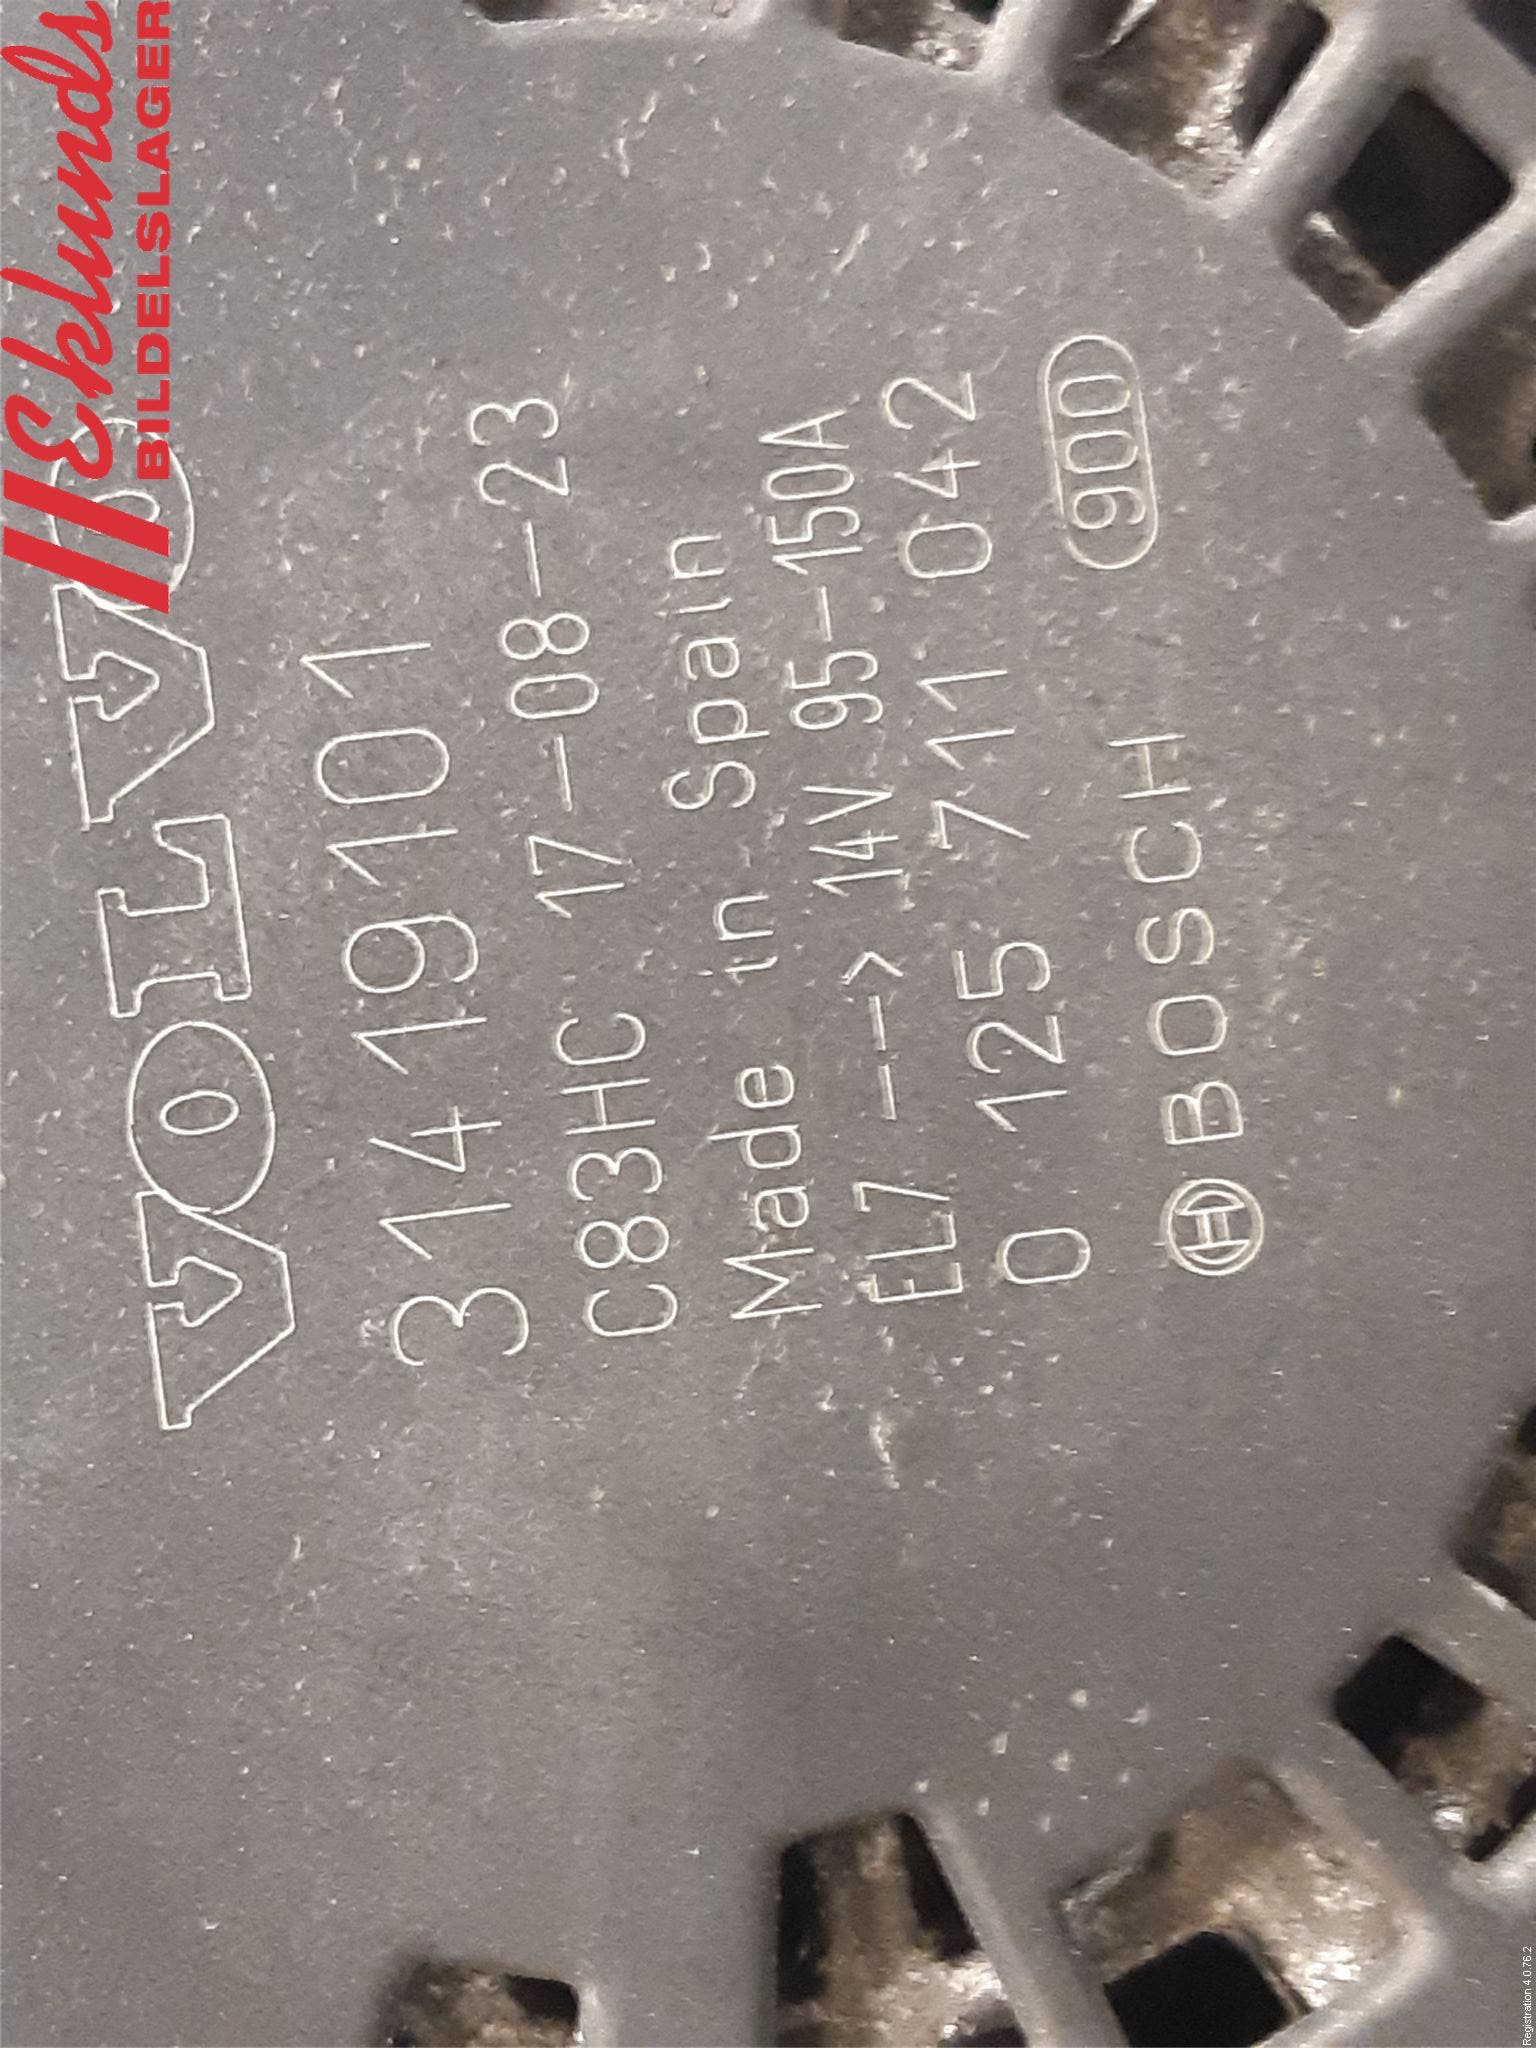 Eklunds
BILDELSLAGER
VOLVO
31419101
C83HC 17-08-23
Made in Spain
EL7 --> 14V 95-150A
0 125 711 042
BOSCH 900
Registration 4.0.76.2